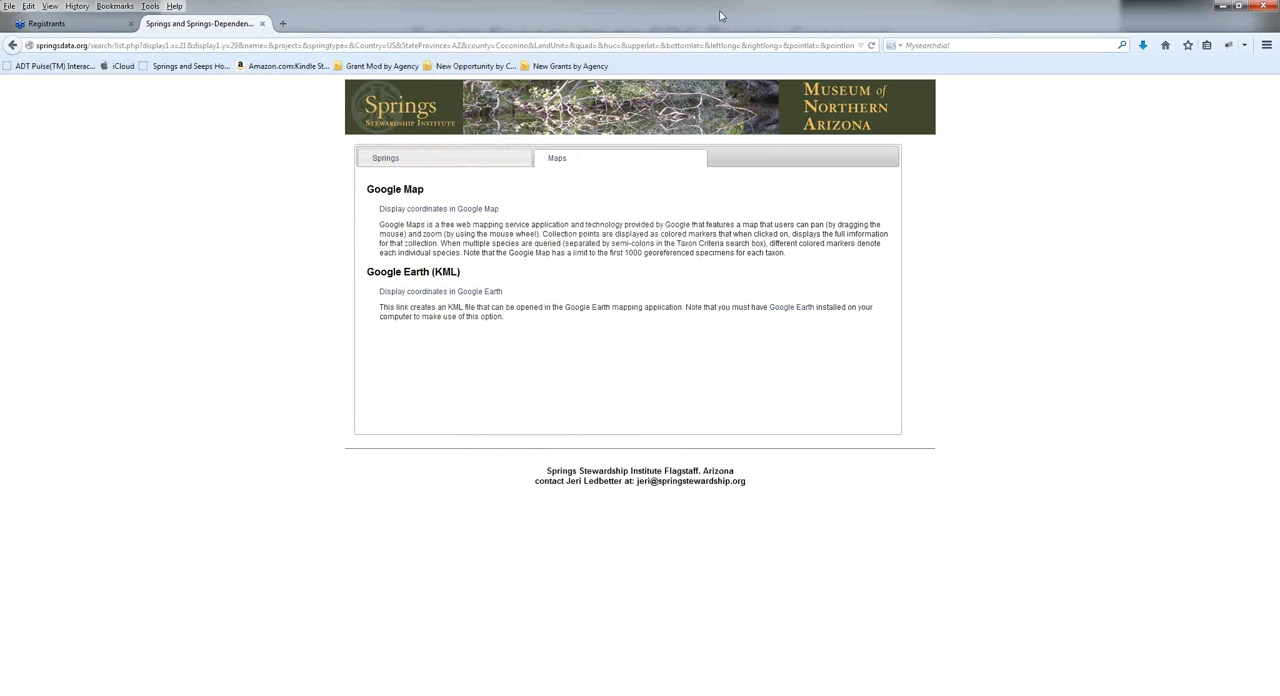 File Edit View History Bookmarks Tools Help
Registrants × Springs and Springs-Dependen... × +
springsdata.org/search/list.php?display1.x=21&display1.y=29&name=&project=&springtype=&Country=US&StateProvince=AZ&county=Coconino&LandUnit=&quad=&huc=&upperlat=&bottomlat=&leftlong=&rightlong=&pointlat=&pointlon Mysearchdial
ADT Pulse(TM) Interac... iCloud Springs and Seeps Ho... Amazon.com:Kindle St... Grant Mod by Agency New Opportunity by C... New Grants by Agency
Springs
STEWARDSHIP INSTITUTE
MUSEUM of
NORTHERN
ARIZONA
Springs Maps
Google Map
Display coordinates in Google Map
Google Maps is a free web mapping service application and technology provided by Google that features a map that users can pan (by dragging the
mouse) and zoom (by using the mouse wheel). Collection points are displayed as colored markers that when clicked on, displays the full information
for that collection. When multiple species are queried (separated by semi-colons in the Taxon Criteria search box), different colored markers denote
each individual species. Note that the Google Map has a limit to the first 1000 georeferenced specimens for each taxon.
Google Earth (KML)
Display coordinates in Google Earth
This link creates an KML file that can be opened in the Google Earth mapping application. Note that you must have Google Earth installed on your
computer to make use of this option.
Springs Stewardship Institute Flagstaff. Arizona
contact Jeri Ledbetter at: jeri@springstewardship.org